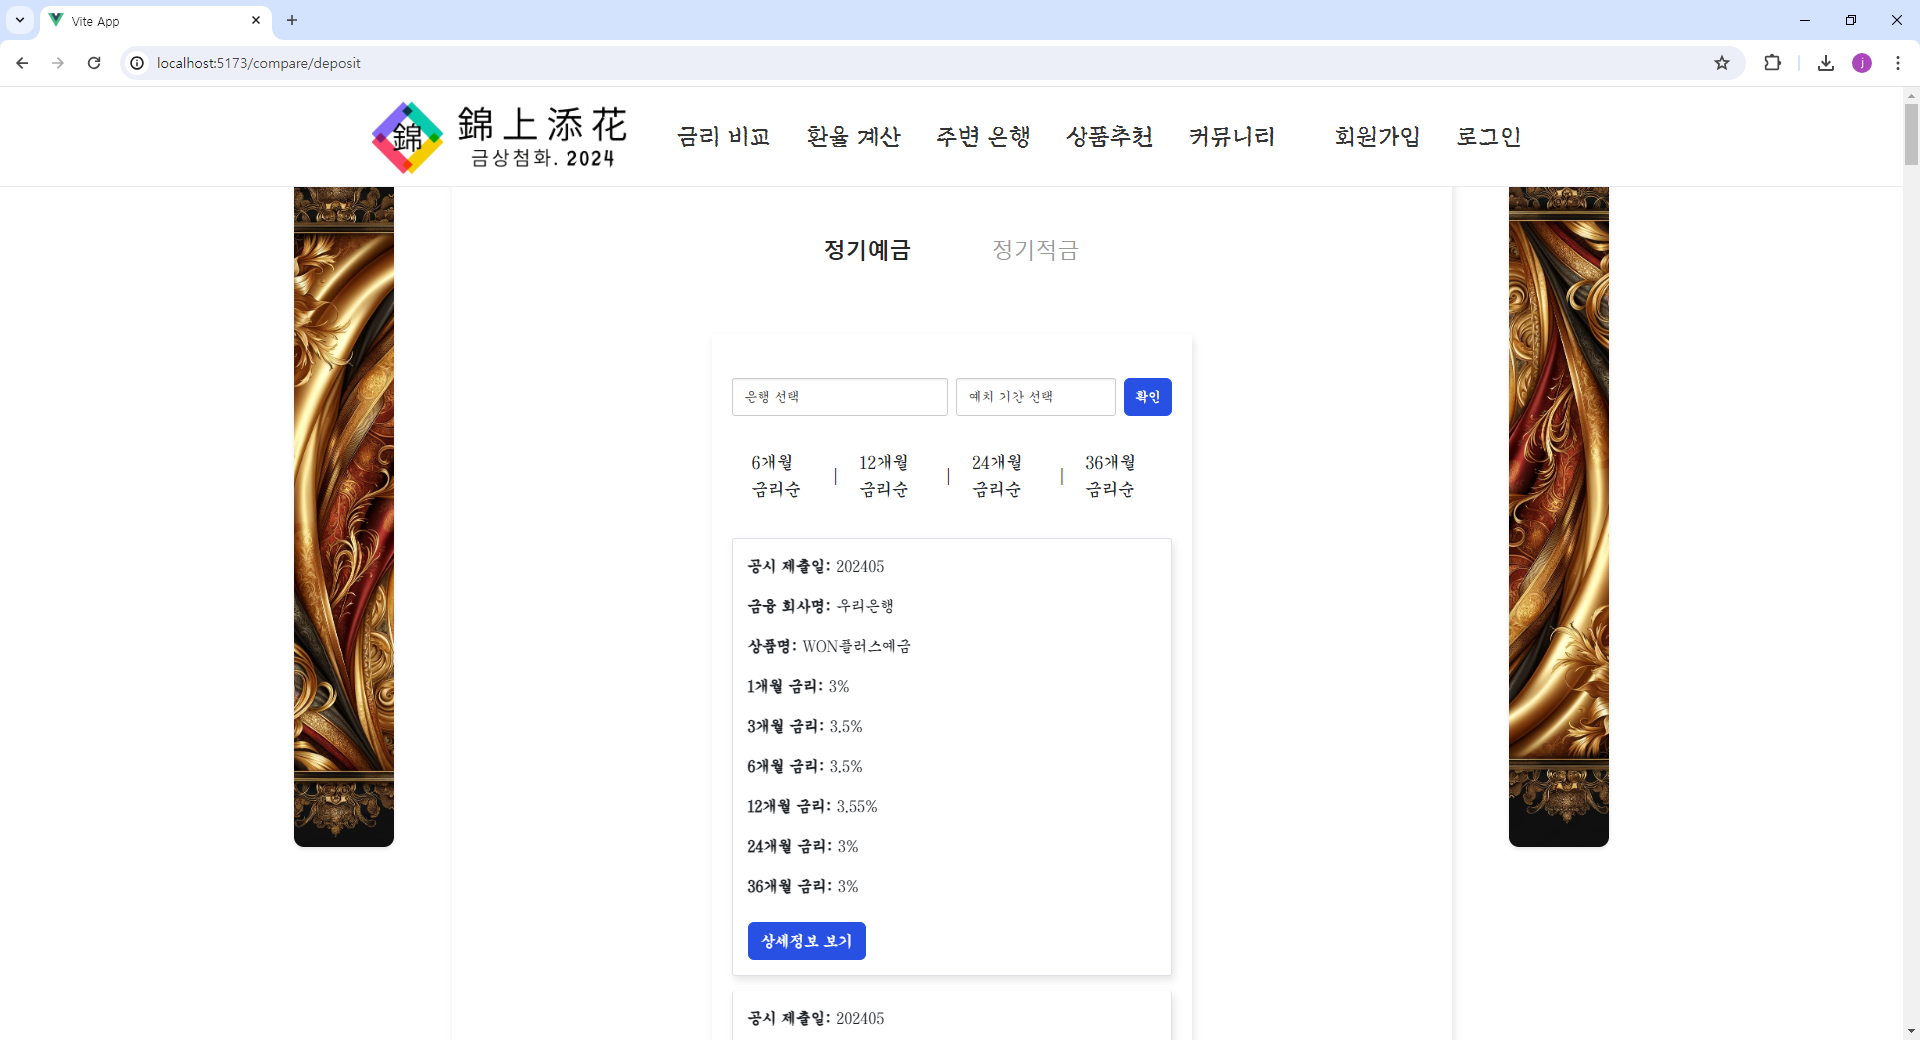 Vite App
localhost:5173/compare/deposit
j
錦
錦上添花
금상첨화. 2024
금리 비교
환율 계산
주변 은행
상품추천
커뮤니티
회원가입
로그인
정기예금
정기적금
은행 선택
예치 기간 선택
확인
6개월 금리순 | 12개월 금리순 | 24개월 금리순 | 36개월 금리순
공시 제출일: 202405
금융 회사명: 우리은행
상품명: WON플러스예금
1개월 금리: 3%
3개월 금리: 3.5%
6개월 금리: 3.5%
12개월 금리: 3.55%
24개월 금리: 3%
36개월 금리: 3%
상세정보 보기
공시 제출일: 202405